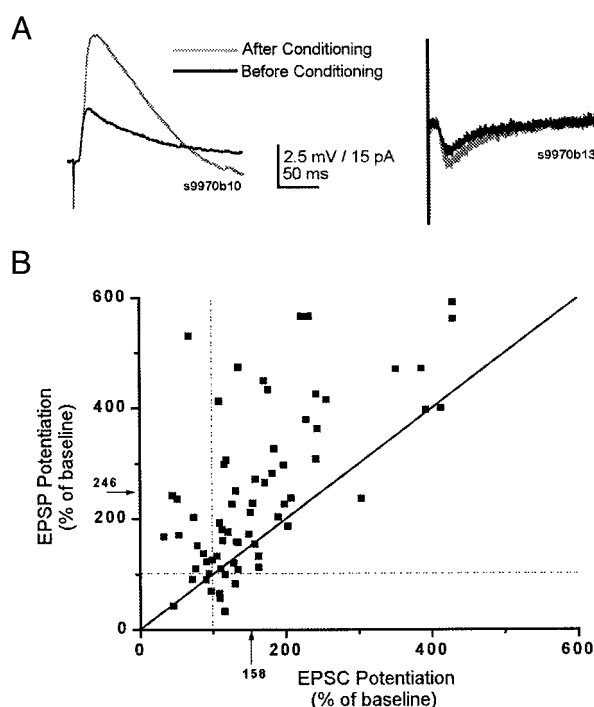 A
After Conditioning
Before Conditioning
2.5 mV / 15 pA
50 ms
s9970b10
s9970b13
B
600
400
246
200
0
EPSP Potentiation
(% of baseline)
0
200
400
600
158
EPSC Potentiation
(% of baseline)